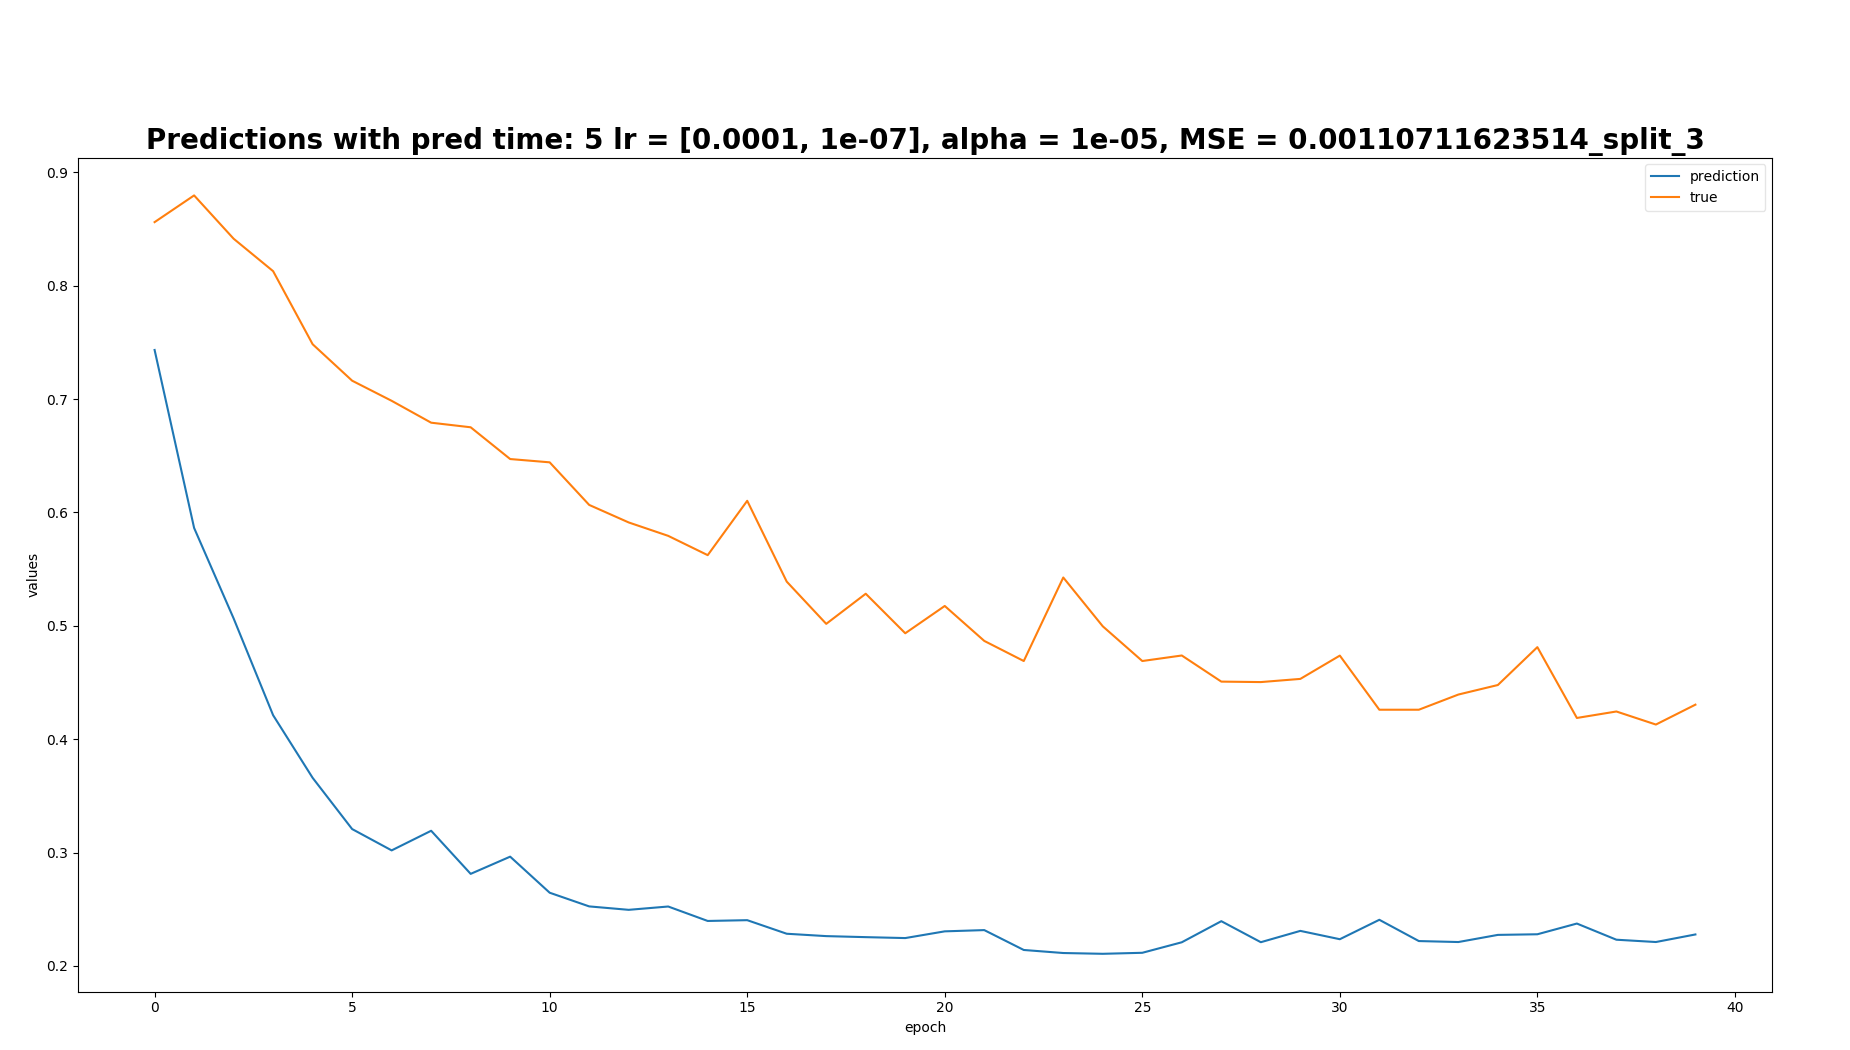 Predictions with pred time: 5 lr = [0.0001, 1e-07], alpha = 1e-05, MSE = 0.00110711623514_split_3
prediction
true
0.9
0.8
0.7
0.6
0.5
0.4
0.3
0.2
values
0 5 10 15 20 25 30 35 40
epoch